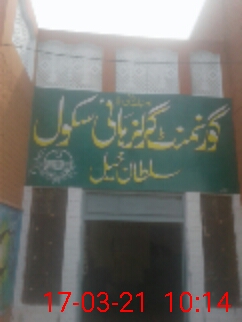 گورنمنٹ گرلز ہائی سکول
سلطان خیل
17-03-21 10:14